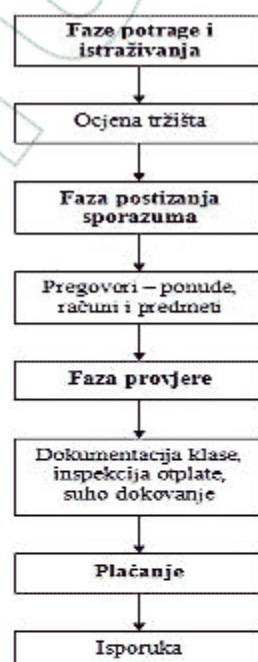 Faze potrage i
istraživanja
Ocjena tržišta
Faza postizanja
sporazuma
Pregovori – ponude,
računi i predmeti
Faza provjere
Dokumentacija klase,
inspekcija otplate,
suho dokovanje
Plaćanje
Isporuka